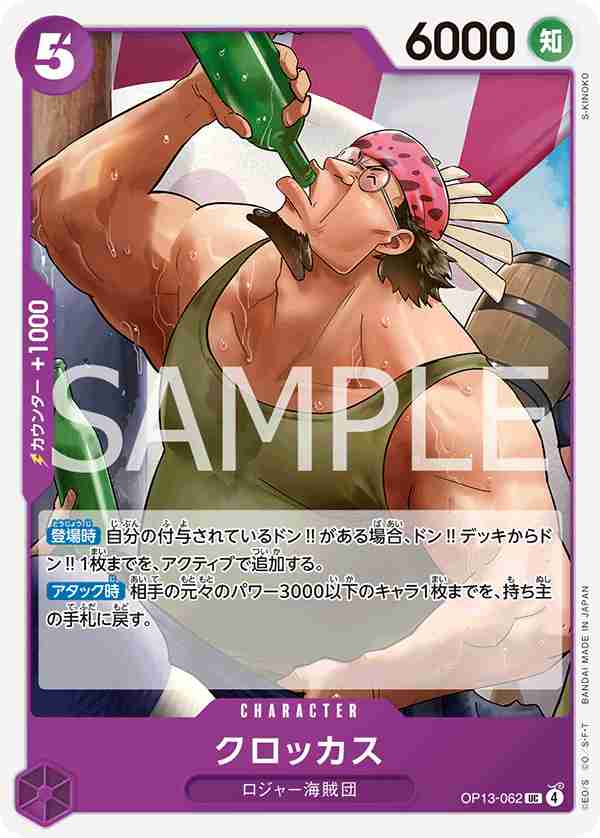 5
6000
知
S-KINOKO
カウンター +1000
SAMPLE
登場時 自分の付与されているドン!!がある場合、ドン!!デッキからド
ン!!1枚までを、アクティブで追加する。
アタック時 相手の元々のパワー3000以下のキャラ1枚までを、持ち主
の手札に戻す。
CHARACTER
クロッカス
ロジャー海賊団
OP13-062 UC 4
©E.O/S ©O/S・F・T BANDAI MADE IN JAPAN